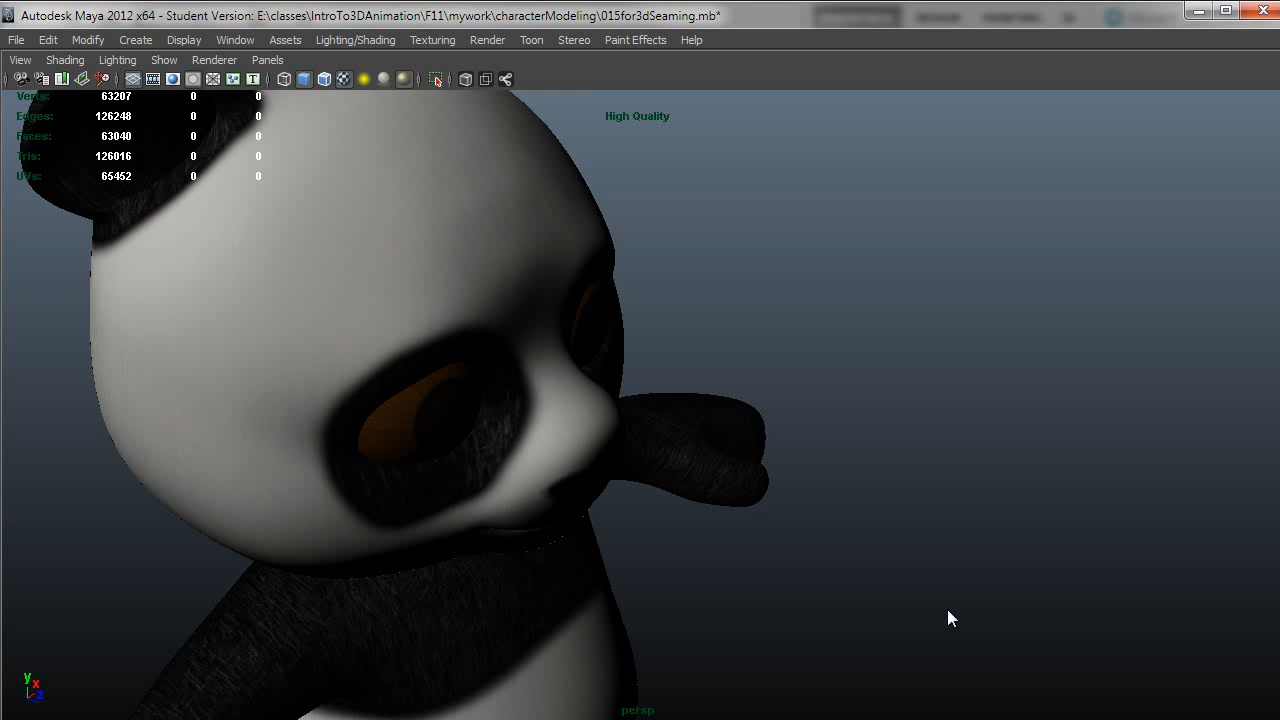 Autodesk Maya 2012 x64 - Student Version: E:\classes\IntroTo3DAnimation\F11\mywork\characterModeling\015for3dSeaming.mb*
File Edit Modify Create Display Window Assets Lighting/Shading Texturing Render Toon Stereo Paint Effects Help
View Shading Lighting Show Renderer Panels
Verts: 63207 0 0
Edges: 126248 0 0
High Quality
Faces: 63040 0 0
Tris: 126016 0 0
UVs: 65452 0 0
y
x
z
persp